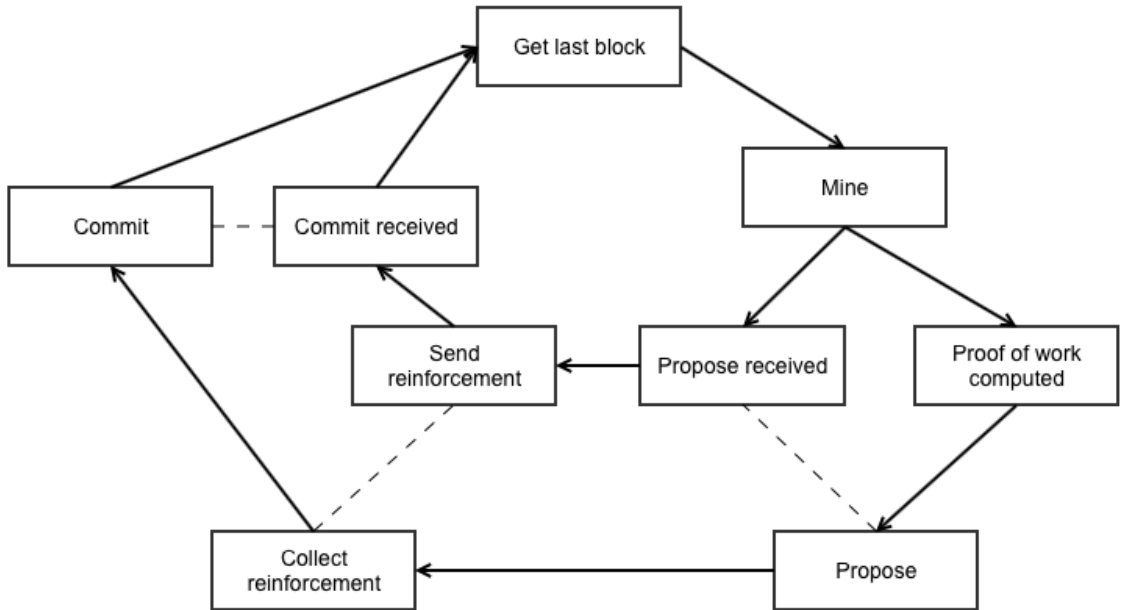 Get last block
Mine
Commit
Commit received
Send
reinforcement
Propose received
Proof of work
computed
Collect
reinforcement
Propose